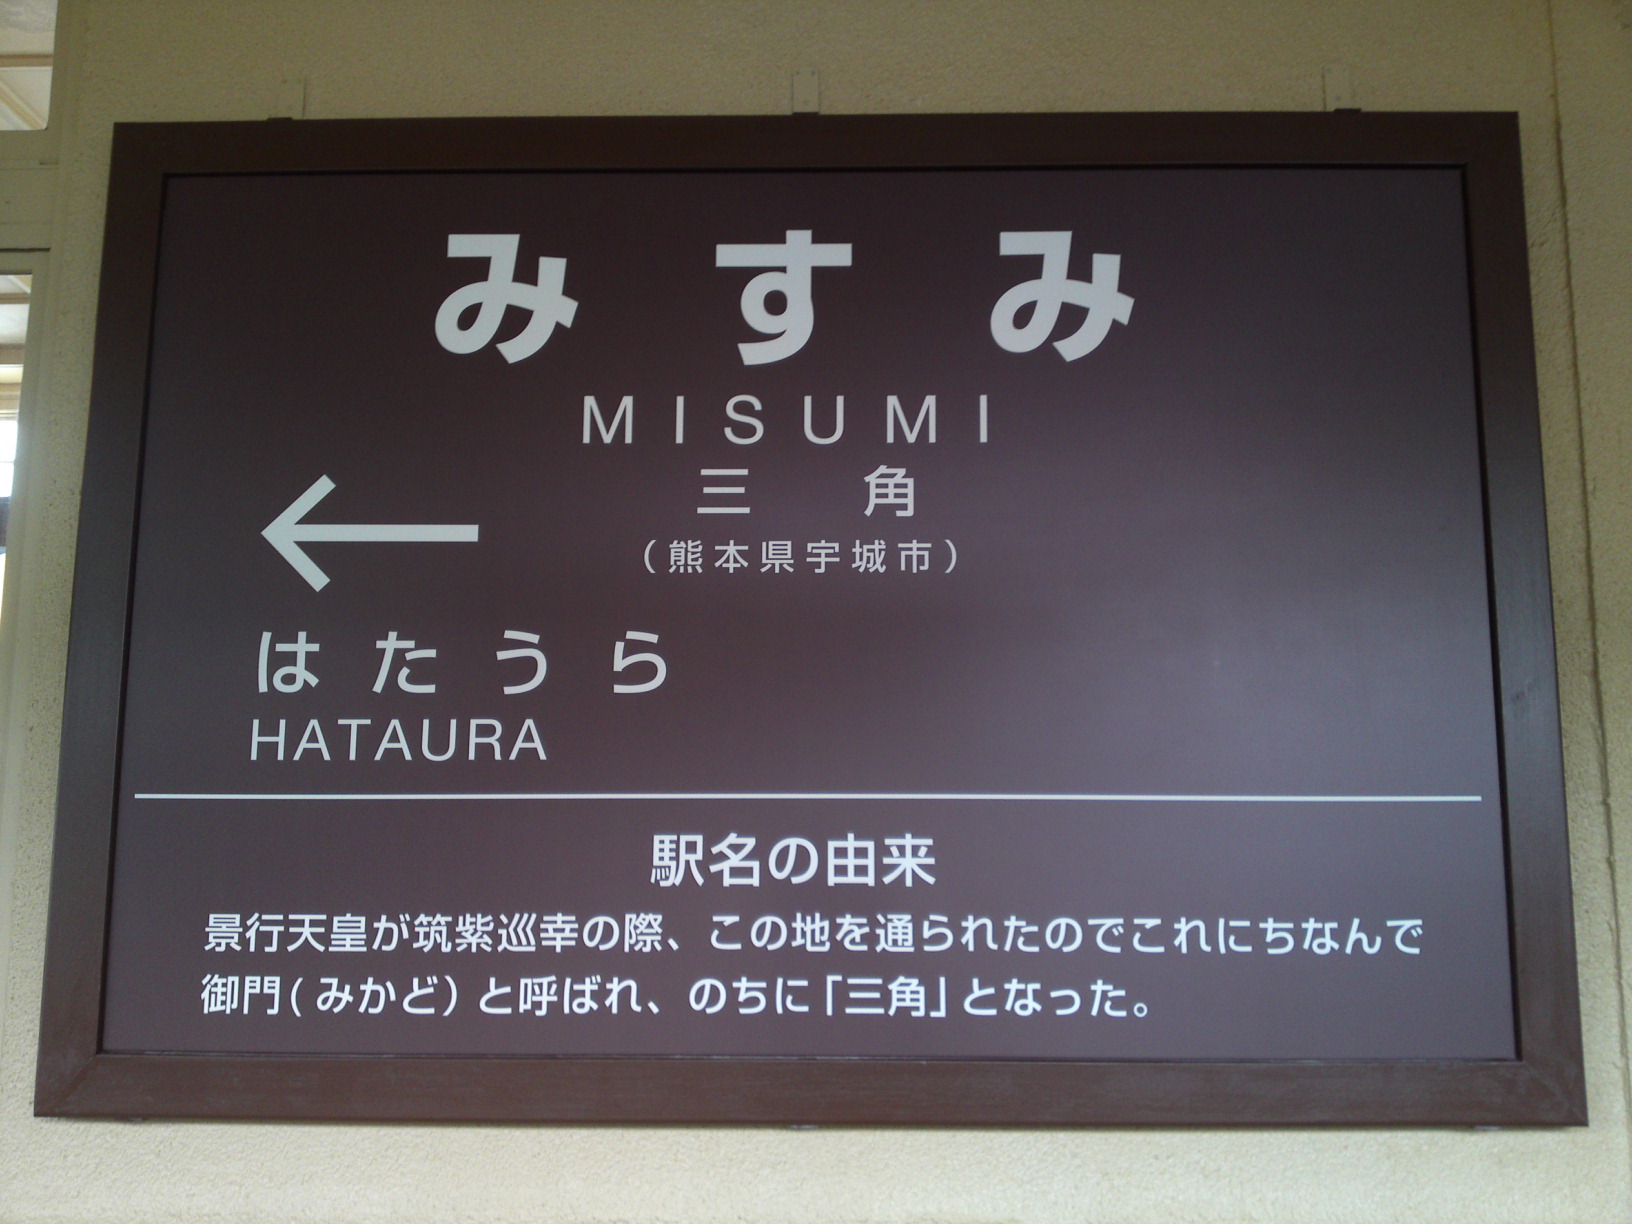 みすみ
MISUMI
三角
（熊本県宇城市）
←
はたうら
HATAURA
駅名の由来
景行天皇が筑紫巡幸の際、この地を通られたのでこれにちなんで
御門(みかど）と呼ばれ、のちに「三角」となった。